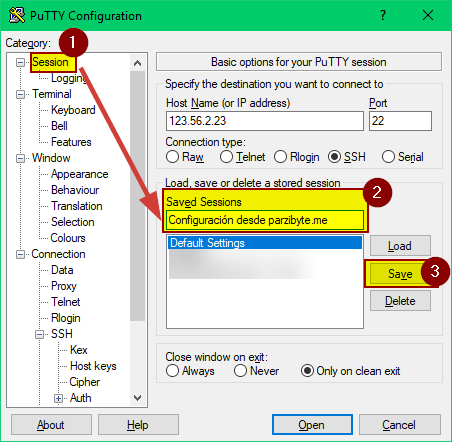 PuTTY Configuration
?
Category:
1
Session
Logging
Terminal
Keyboard
Bell
Features
Window
Appearance
Behaviour
Translation
Selection
Colours
Connection
Data
Proxy
Telnet
Rlogin
SSH
Kex
Host keys
Cipher
Auth
Basic options for your PuTTY session
Specify the destination you want to connect to
Host Name (or IP address) Port
123.56.2.23 22
Connection type:
Raw Telnet Rlogin SSH Serial
Load, save or delete a stored session
2
Saved Sessions
Configuración desde parzibyte.me
Default Settings
Load
Save 3
Delete
Close window on exit:
Always Never Only on clean exit
About Help Open Cancel